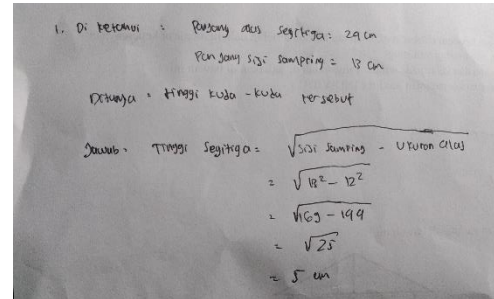 1. Di ketahui : Panjang alas segitiga = 24 cm
Panjang sisi samping = 13 cm
Ditanya = tinggi kuda-kuda tersebut
Jawab = Tinggi segitiga = √sisi samping - ukuran alas
= √13² - 12²
= √169 - 144
= √25
= 5 cm